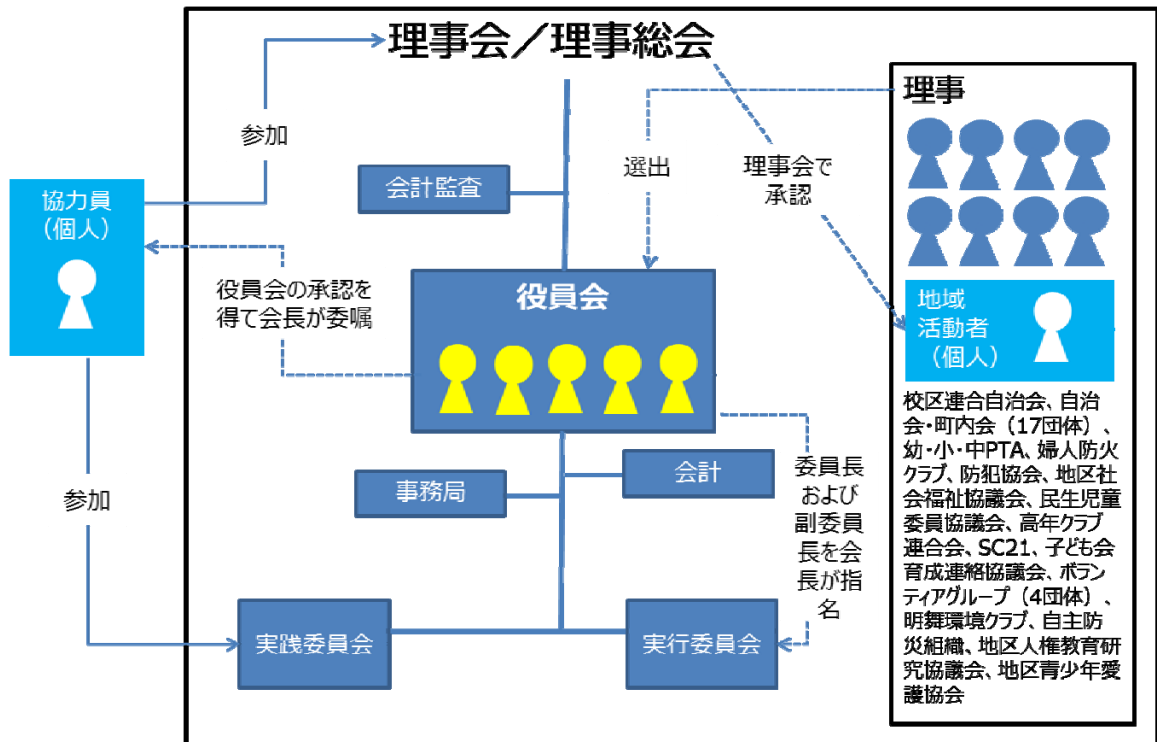 理事会／理事総会
理事
参加
選出
理事会で
承認
会計監査
協力員
（個人）
役員会の承認を
得て会長が委嘱
役員会
地域
活動者
（個人）
校区連合自治会、自治
会・町内会（17団体）、
幼・小・中PTA、婦人防火
クラブ、防犯協会、地区社
会福祉協議会、民生児童
委員協議会、高年クラブ
連合会、SC21、子ども会
育成連絡協議会、ボラン
ティアグループ（4団体）、
明舞環境クラブ、自主防
災組織、地区人権教育研
究協議会、地区青少年愛
護協会
参加
事務局
会計
委員長
および
副委員
長を会
長が指
名
実践委員会
実行委員会